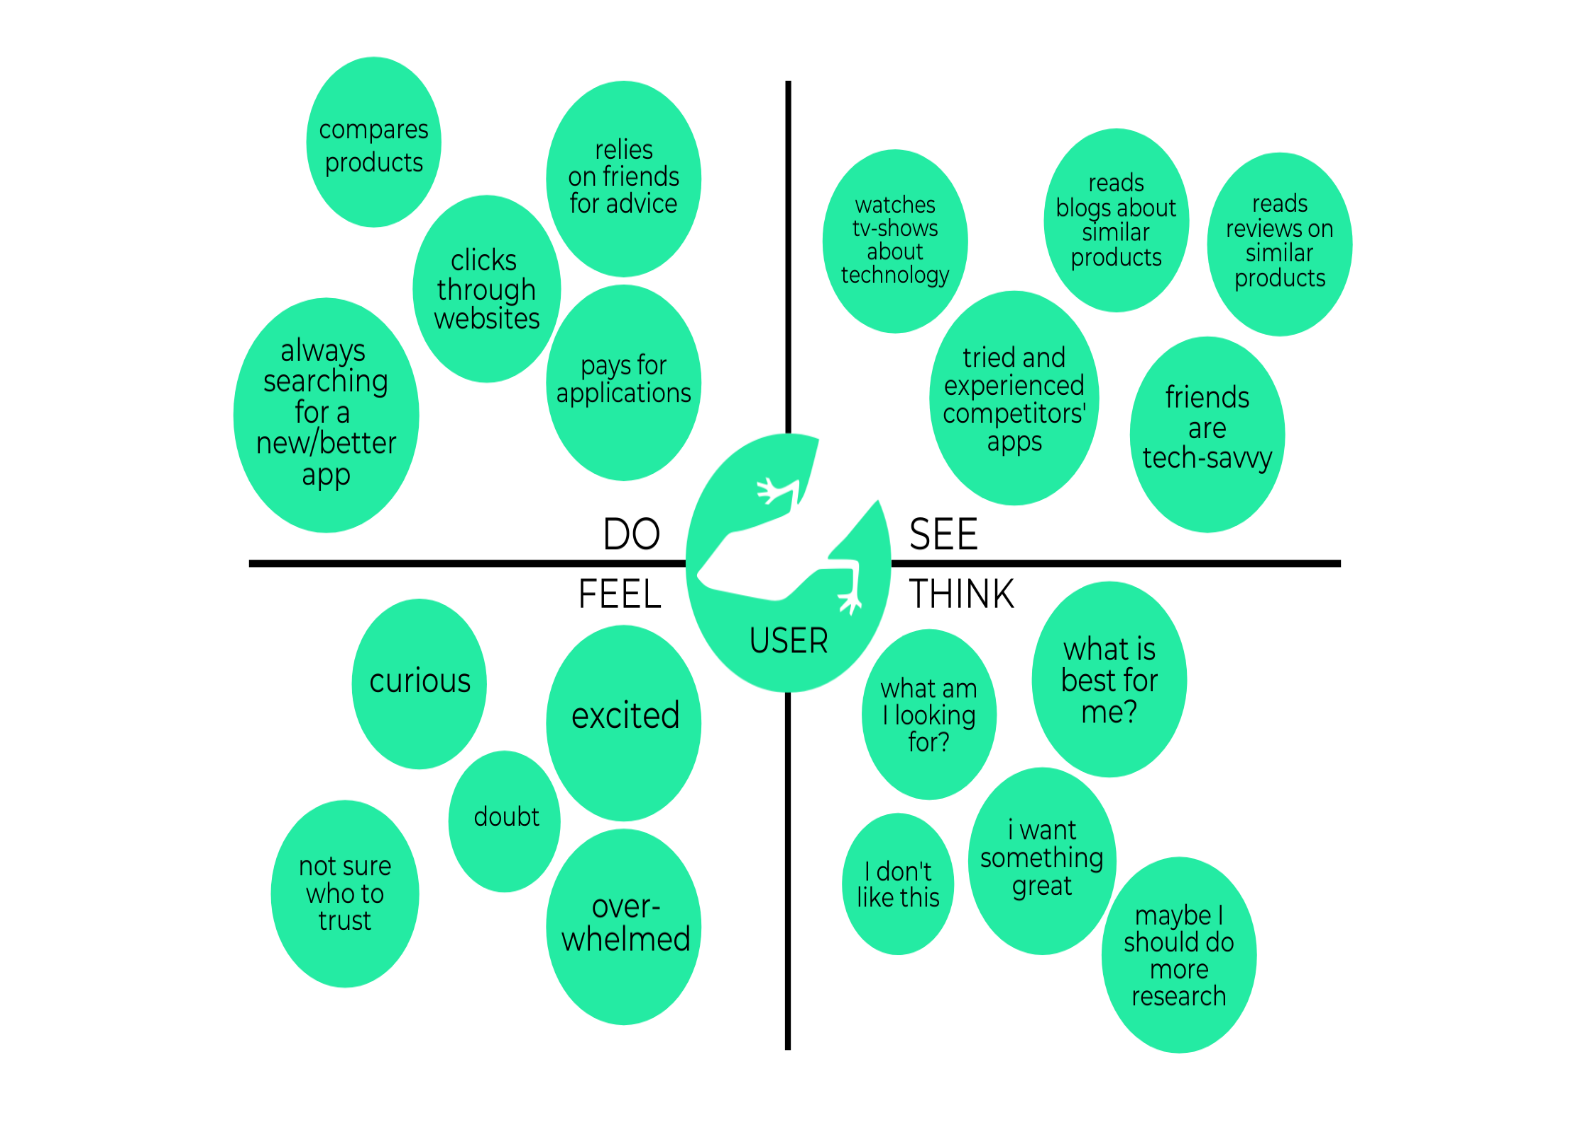 compares
products
relies
on friends
for advice
clicks
through
websites
always
searching
for a
new/better
app
pays for
applications
DO
watches
tv-shows
about
technology
reads
blogs about
similar
products
reads
reviews on
similar
products
tried and
experienced
competitors'
apps
friends
are
tech-savvy
SEE
FEEL
curious
excited
doubt
not sure
who to
trust
over-
whelmed
USER
THINK
what am
I looking
for?
what is
best for
me?
I don't
like this
i want
something
great
maybe I
should do
more
research